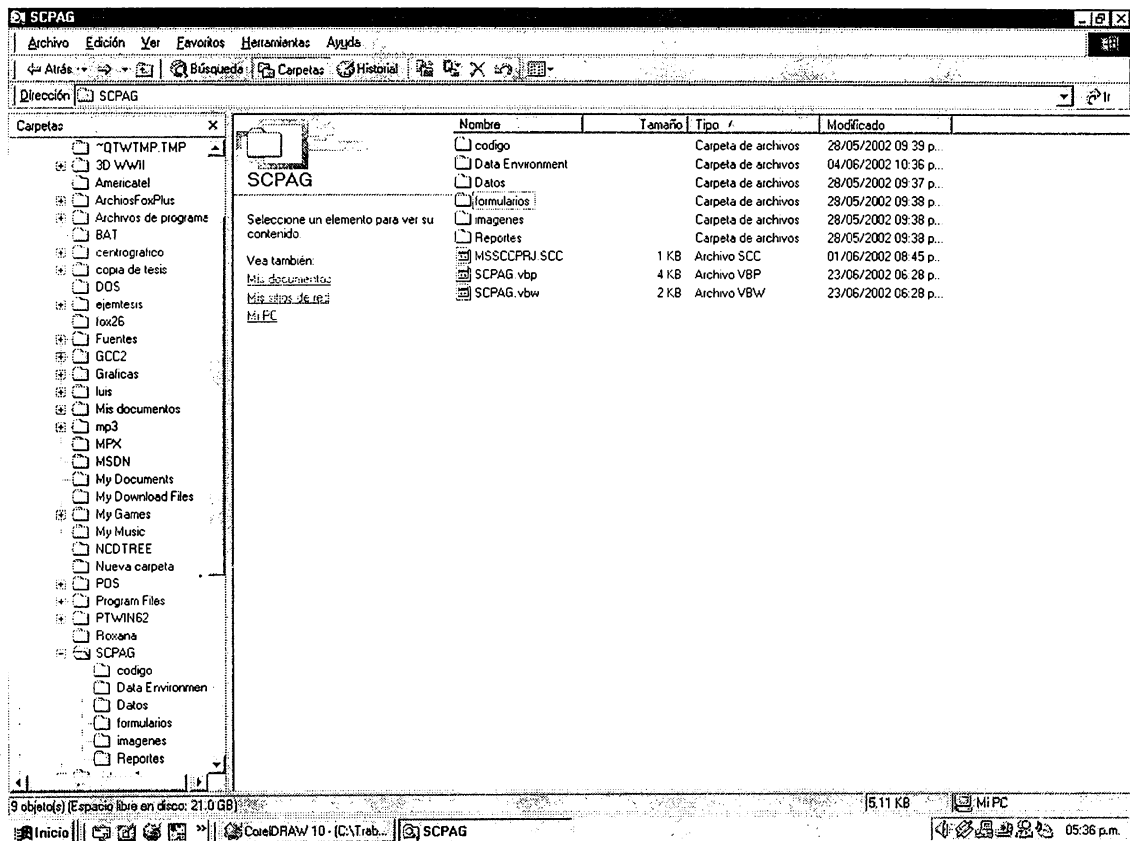 SCPAG
Archivo Edición Ver Favoritos Herramientas Ayuda
Atrás Búsqueda Carpetas Historial
Dirección SCPAG Ir
Carpetas
~QTWTMP.TMP
3D WWII
Americatel
ArchiosFoxPlus
Archivos de programa
BAT
centrografico
copia de tesis
DOS
ejemtesis
fox26
Fuentes
GCC2
Graficas
luis
Mis documentos
mp3
MPX
MSDN
My Documents
My Download Files
My Games
My Music
NCDTREE
Nueva carpeta
POS
Program Files
PTWIN62
Roxana
SCPAG
codigo
Data Environmen
Datos
formularios
imagenes
Reportes
SCPAG
Seleccione un elemento para ver su
contenido.
Vea también:
Mis documentos
Mis sitios de red
Mi PC
Nombre Tamaño Tipo Modificado
codigo Carpeta de archivos 28/05/2002 09:39 p...
Data Environment Carpeta de archivos 04/06/2002 10:36 p...
Datos Carpeta de archivos 28/05/2002 09:37 p...
formularios Carpeta de archivos 28/05/2002 09:38 p...
imagenes Carpeta de archivos 28/05/2002 09:38 p...
Reportes Carpeta de archivos 28/05/2002 09:38 p...
MSSCCPRJ.SCC 1 KB Archivo SCC 01/06/2002 08:45 p...
SCPAG.vbp 4 KB Archivo VBP 23/06/2002 06:28 p...
SCPAG.vbw 2 KB Archivo VBW 23/06/2002 06:28 p...
9 objeto(s) (Espacio libre en disco: 21.0 GB) 5,11 KB Mi PC
Inicio CorelDRAW 10 - [C:\Trab... SCPAG 05:36 p.m.